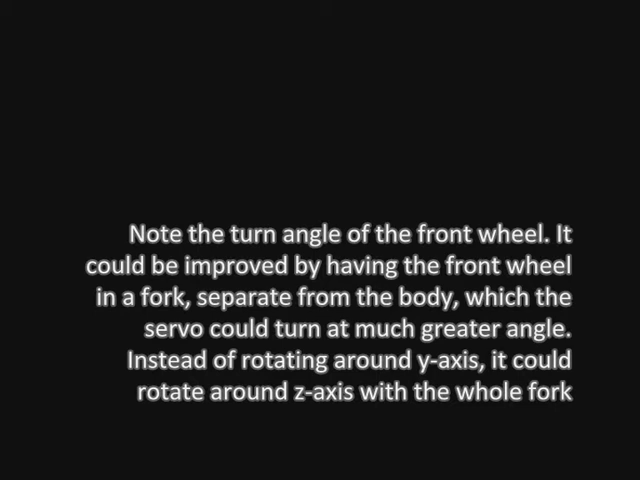 Note the turn angle of the front wheel. It
could be improved by having the front wheel
in a fork, separate from the body, which the
servo could turn at much greater angle.
Instead of rotating around y-axis, it could
rotate around z-axis with the whole fork